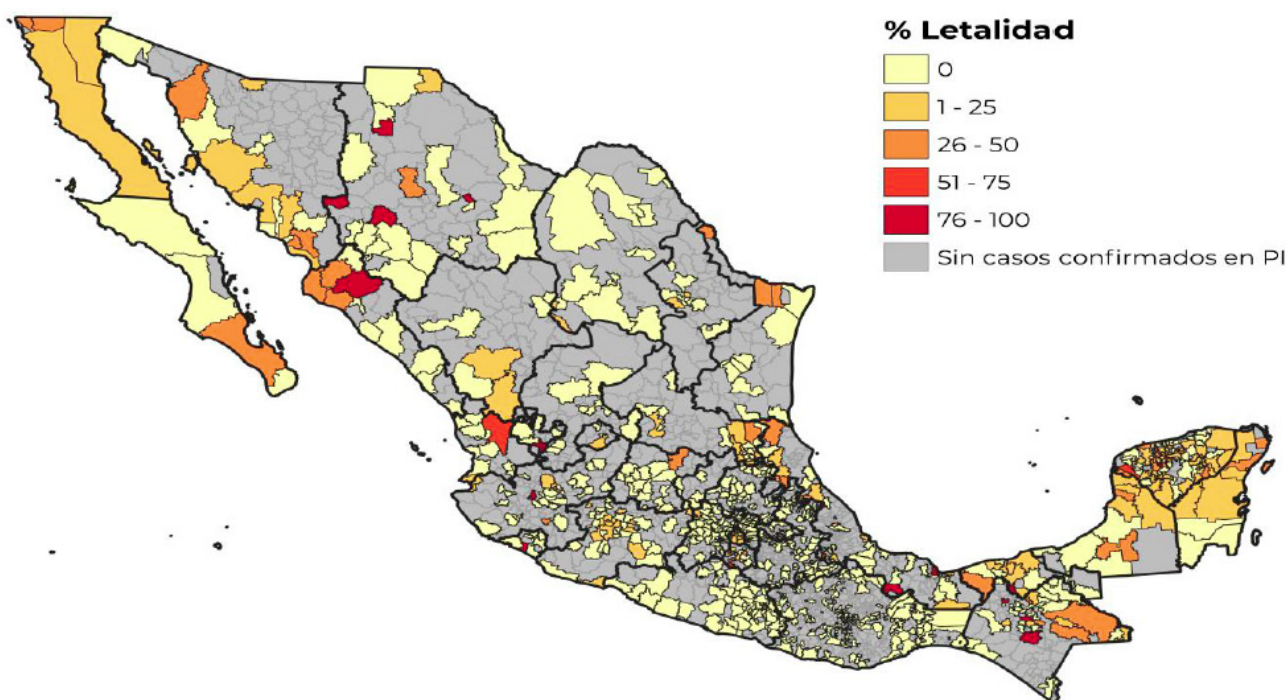 % Letalidad
0
1 - 25
26 - 50
51 - 75
76 - 100
Sin casos confirmados en PI